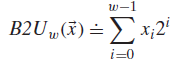 B2U_w(x⃗) ≐ ∑_{i=0}^{w−1} x_i 2^i